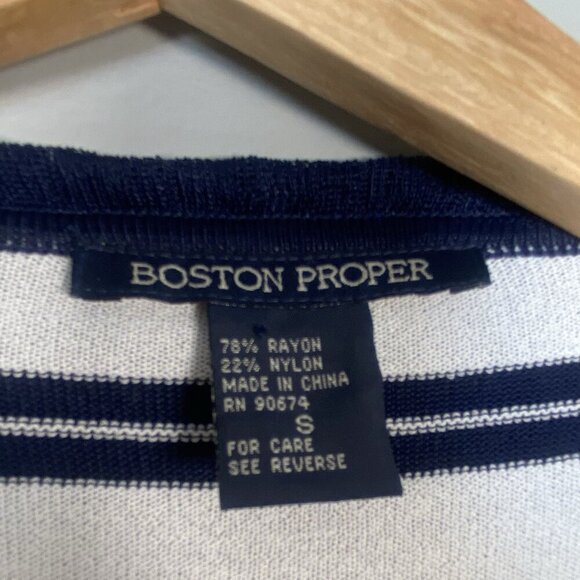 BOSTON PROPER
78% RAYON
22% NYLON
MADE IN CHINA
RN 90674
S
FOR CARE
SEE REVERSE